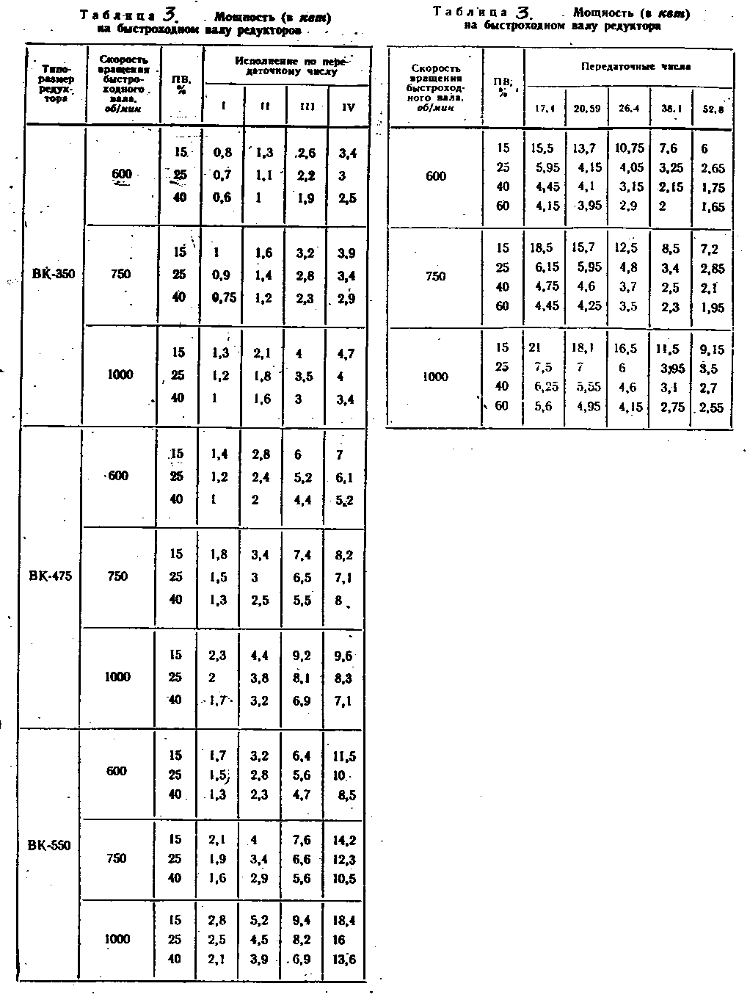 Таблица 3. Мощность (в квт)
на быстроходном валу редукторов
Типо-
размер
редук-
тора
Скорость
вращения
быстро-
ходного
вала,
об/мин
ПВ,
%
Исполнение по пере-
даточному числу
I II III IV
ВК-350
600
15 0,8 1,3 2,6 3,4
25 0,7 1,1 2,2 3
40 0,6 1 1,9 2,5
750
15 1 1,6 3,2 3,9
25 0,9 1,4 2,8 3,4
40 0,75 1,2 2,3 2,9
1000
15 1,3 2,1 4 4,7
25 1,2 1,8 3,5 4
40 1 1,6 3 3,4
ВК-475
600
15 1,4 2,8 6 7
25 1,2 2,4 5,2 6,1
40 1 2 4,4 5,2
750
15 1,8 3,4 7,4 8,2
25 1,5 3 6,5 7,1
40 1,3 2,5 5,5 8
1000
15 2,3 4,4 9,2 9,6
25 2 3,8 8,1 8,3
40 1,7 3,2 6,9 7,1
ВК-550
600
15 1,7 3,2 6,4 11,5
25 1,5 2,8 5,6 10
40 1,3 2,3 4,7 8,5
750
15 2,1 4 7,6 14,2
25 1,9 3,4 6,6 12,3
40 1,6 2,9 5,6 10,5
1000
15 2,8 5,2 9,4 18,4
25 2,5 4,5 8,2 16
40 2,1 3,9 6,9 13,6
Таблица 3. Мощность (в квт)
на быстроходном валу редуктора
Скорость
вращения
быстроход-
ного вала,
об/мин
ПВ,
%
Передаточные числа
17,1 20,59 26,4 38,1 52,8
600
15 15,5 13,7 10,75 7,6 6
25 5,95 4,15 4,05 3,25 2,65
40 4,45 4,1 3,15 2,15 1,75
60 4,15 3,95 2,9 2 1,65
750
15 18,5 15,7 12,5 8,5 7,2
25 6,15 5,95 4,8 3,4 2,85
40 4,75 4,6 3,7 2,5 2,1
60 4,45 4,25 3,5 2,3 1,95
1000
15 21 18,1 16,5 11,5 9,15
25 7,5 7 6 3,95 3,5
40 6,25 5,55 4,6 3,1 2,7
60 5,6 4,95 4,15 2,75 2,55